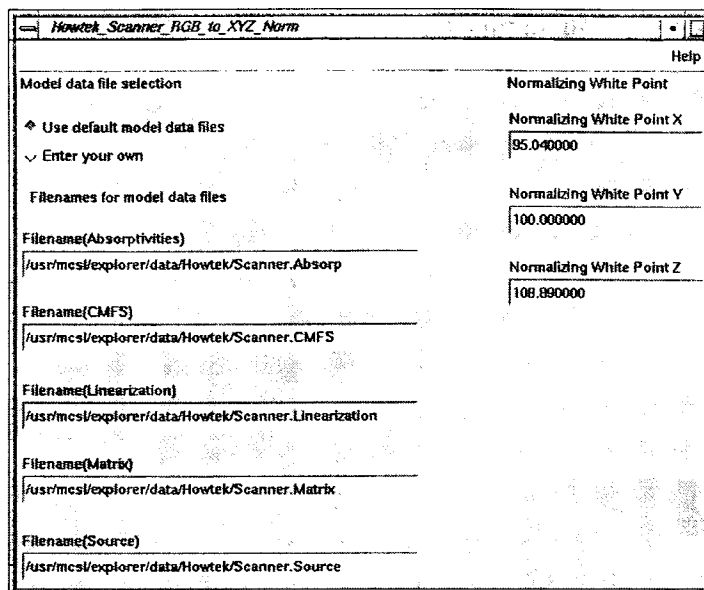 Howtek_Scanner_RGB_to_XYZ_Norm
Help
Model data file selection
Use default model data files
Enter your own
Filenames for model data files
Filename(Absorptivities)
/usr/mcsl/explorer/data/Howtek/Scanner.Absorp
Filename(CMFS)
/usr/mcsl/explorer/data/Howtek/Scanner.CMFS
Filename(Linearization)
/usr/mcsl/explorer/data/Howtek/Scanner.Linearization
Filename(Matrix)
/usr/mcsl/explorer/data/Howtek/Scanner.Matrix
Filename(Source)
/usr/mcsl/explorer/data/Howtek/Scanner.Source
Normalizing White Point
Normalizing White Point X
95.040000
Normalizing White Point Y
100.000000
Normalizing White Point Z
108.890000